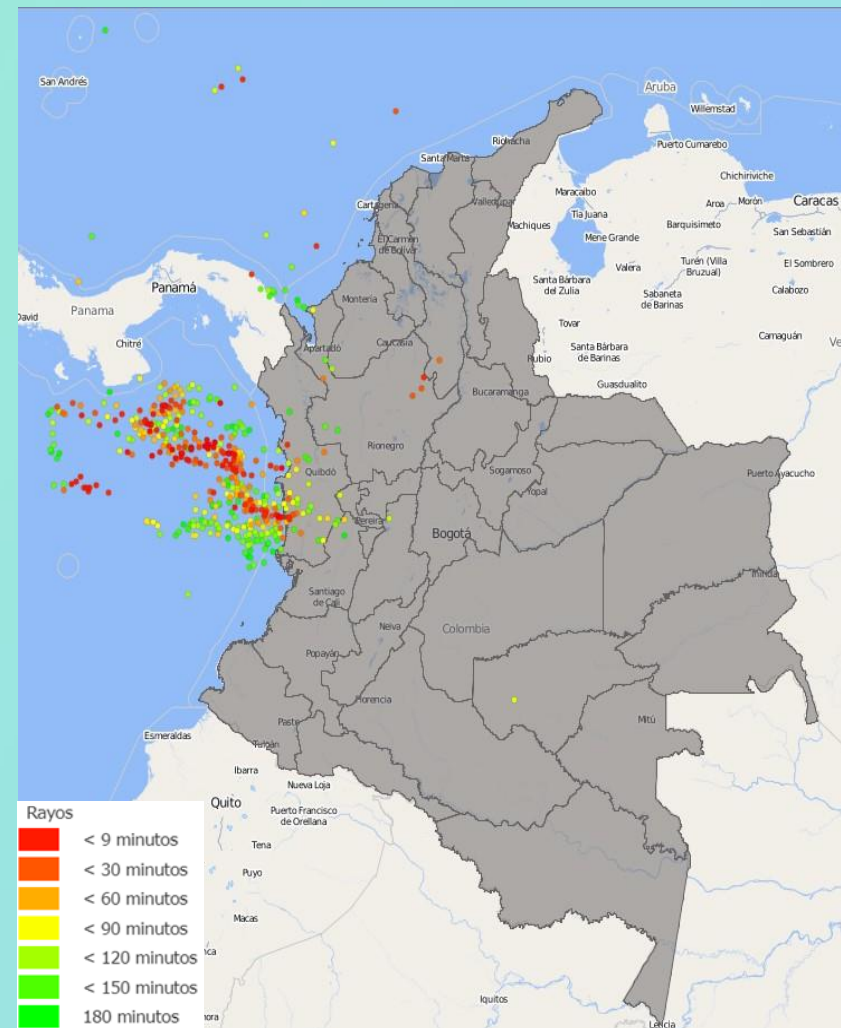 San Andrés
Aruba
Willemstad
Riohacha
Puerto Cumarebo
Santa Marta
Chichiriviche
Maracaibo
Cartagena
Valledupar
Tía Juana
Aroa
Morón
Caracas
Machiques
Barquisimeto
El Carmen
de Bolívar
Mene Grande
San Sebastián
Turén (Villa
Bruzual)
Valera
El Sombrero
Panamá
Santa Bárbara
del Zulia
Sabaneta
de Barinas
Calabozo
Montería
David
Panama
Tovar
Chitré
Caucasia
Camaguán
Apartadó
Santa Bárbara
de Barinas
Rubio
Guasdualito
Bucaramanga
Rionegro
Quibdó
Sogamoso
Puerto Ayacucho
Yopal
Pereira
Bogotá
Santiago
de Cali
Neiva
Colombia
Popayán
Florencia
Mitú
Esmeraldas
Ibarra
Nueva Loja
Quito
Puerto Francisco
de Orellana
Tena
Puyo
Macas
Iquitos
Leticia
Rayos
< 9 minutos
< 30 minutos
< 60 minutos
< 90 minutos
< 120 minutos
< 150 minutos
180 minutos